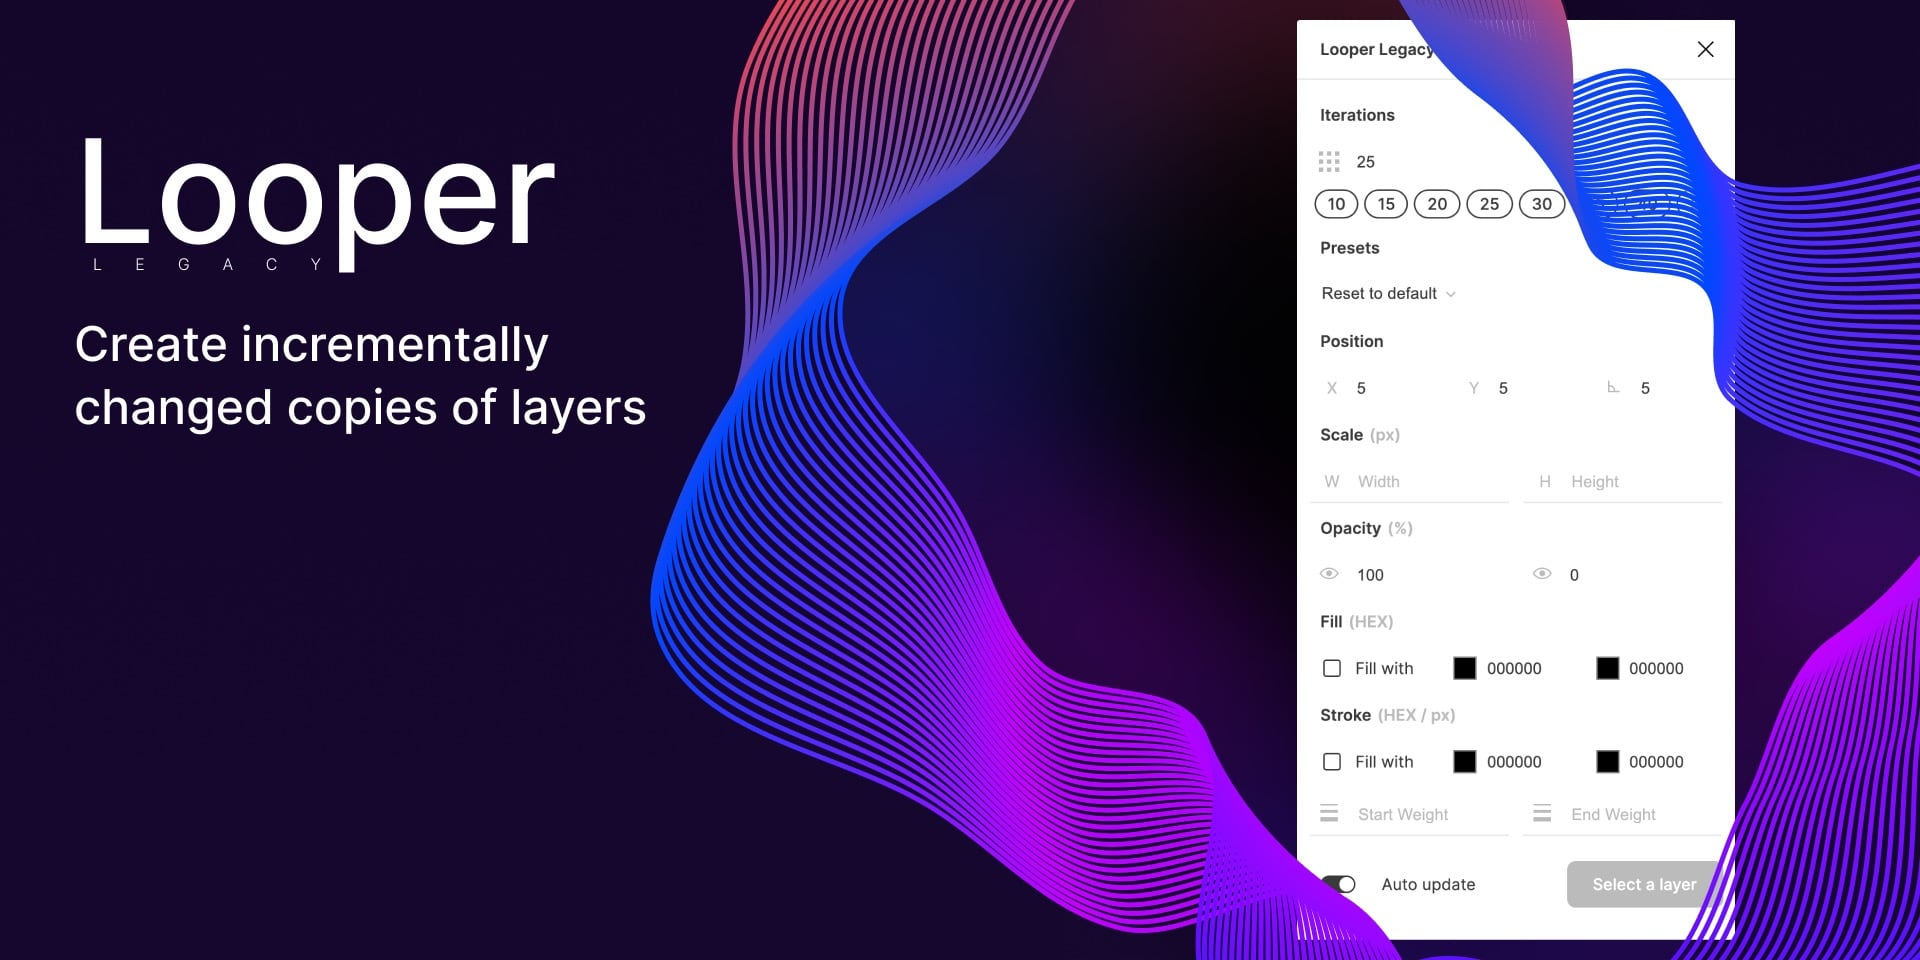 Looper
LEGACY
Create incrementally
changed copies of layers
Looper Legacy
Iterations
25
10 15 20 25 30
Presets
Reset to default
Position
X 5 Y 5 5
Scale (px)
W Width H Height
Opacity (%)
100 0
Fill (HEX)
Fill with 000000 000000
Stroke (HEX / px)
Fill with 000000 000000
Start Weight End Weight
Auto update Select a layer